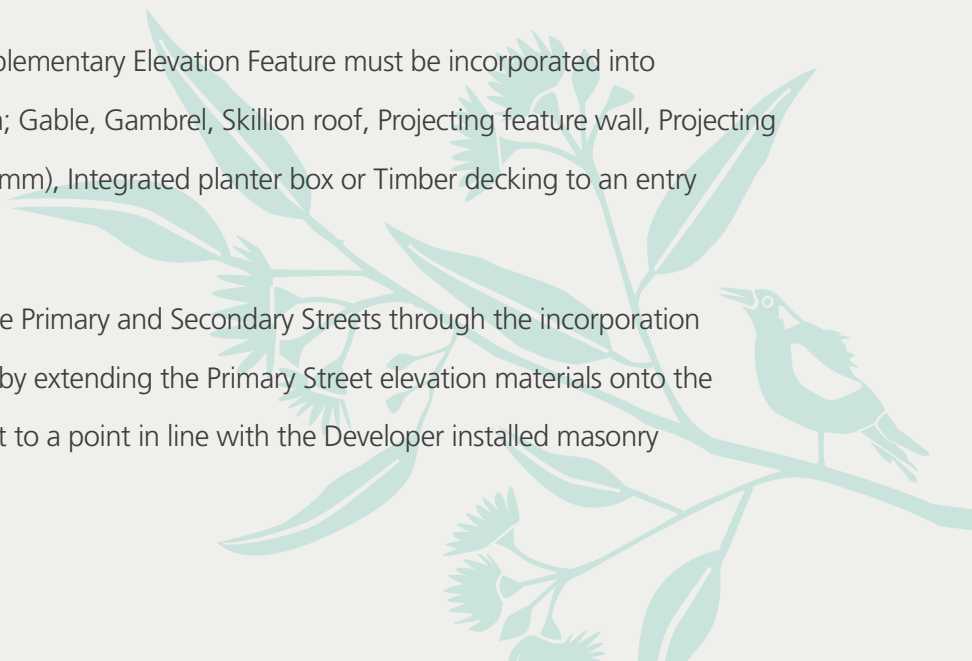 plementary Elevation Feature must be incorporated into
; Gable, Gambrel, Skillion roof, Projecting feature wall, Projecting
mm), Integrated planter box or Timber decking to an entry
e Primary and Secondary Streets through the incorporation
by extending the Primary Street elevation materials onto the
t to a point in line with the Developer installed masonry